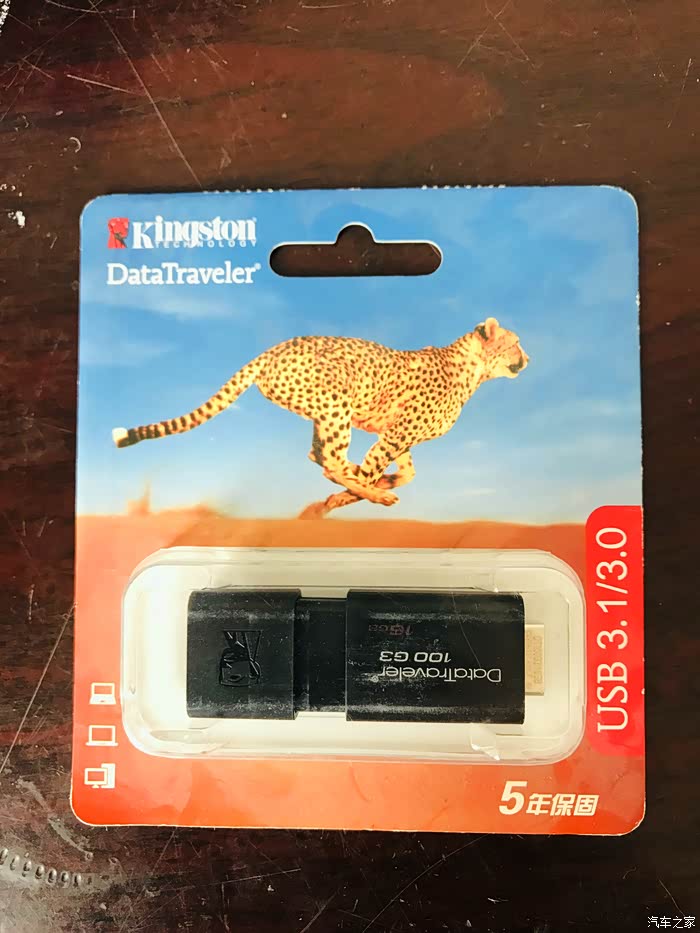 Kingston
TECHNOLOGY
DataTraveler®
USB 3.1/3.0
16GB
DataTraveler®
100 G3
5年保固
汽车之家